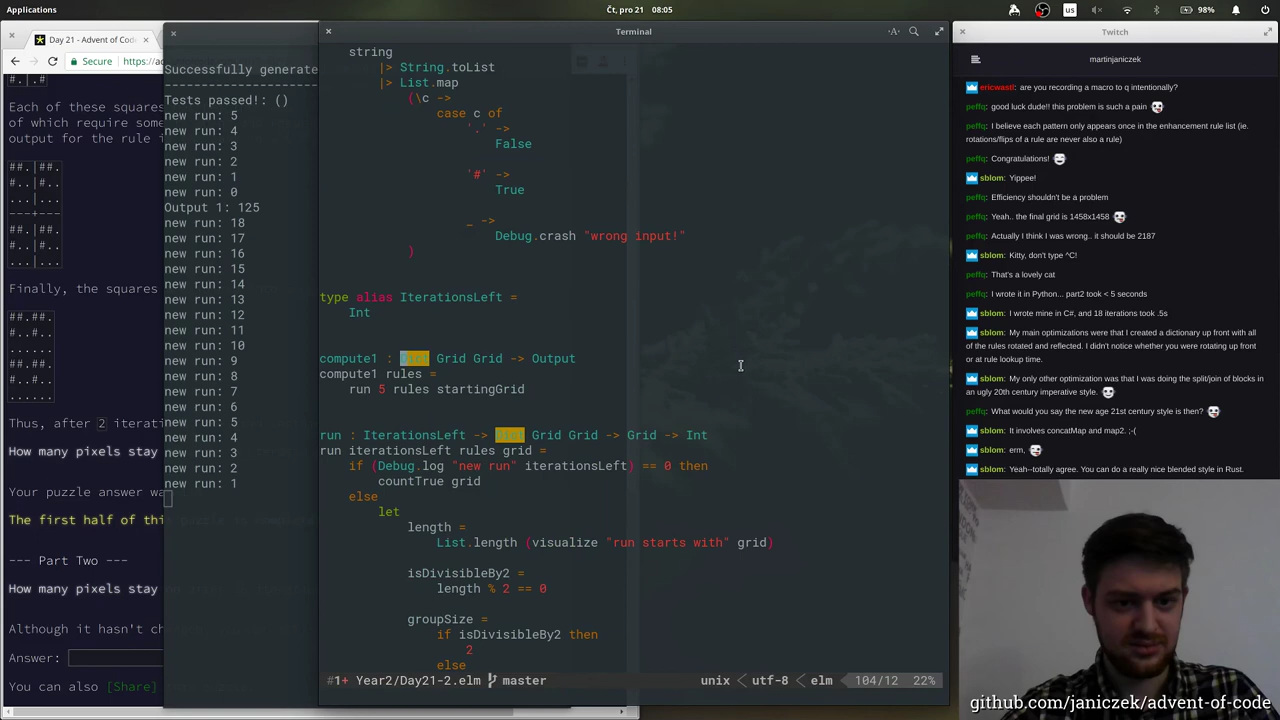 Applications
Čt, pro 21  08:05
us
98%
Day 21 - Advent of Code
Secure
https://ad
#.|.#
Each of these squares
of which require some
output for the rule i
##.|##.
#..|#..
...|...
---+---
##.|##.
#..|#..
...|...
Finally, the squares
##.##.
#..#..
......
##.##.
#..#..
......
Thus, after 2 iterat
How many pixels stay
Your puzzle answer wa
The first half of thi
--- Part Two ---
How many pixels stay
Although it hasn't ch
Answer:
You can also [Share]
Successfully generate
Tests passed!: ()
new run: 5
new run: 4
new run: 3
new run: 2
new run: 1
new run: 0
Output 1: 125
new run: 18
new run: 17
new run: 16
new run: 15
new run: 14
new run: 13
new run: 12
new run: 11
new run: 10
new run: 9
new run: 8
new run: 7
new run: 6
new run: 5
new run: 4
new run: 3
new run: 2
new run: 1
Terminal
-A-
string
|> String.toList
|> List.map
(\c ->
case c of
'.' ->
False
'#' ->
True
_ ->
Debug.crash "wrong input!"
)
type alias IterationsLeft =
Int
compute1 : Dict Grid Grid -> Output
compute1 rules =
run 5 rules startingGrid
run : IterationsLeft -> Dict Grid Grid -> Grid -> Int
run iterationsLeft rules grid =
if (Debug.log "new run" iterationsLeft) == 0 then
countTrue grid
else
let
length =
List.length (visualize "run starts with" grid)
isDivisibleBy2 =
length % 2 == 0
groupSize =
if isDivisibleBy2 then
2
else
#1+ Year2/Day21-2.elm master
unix < utf-8 < elm 104/12 22%
Twitch
martinjaniczek
ericwastl: are you recording a macro to q intentionally?
peffq: good luck dude!! this problem is such a pain
peffq: I believe each pattern only appears once in the enhancement rule list (ie.
rotations/flips of a rule are never also a rule)
peffq: Congratulations!
sblom: Yippee!
peffq: Efficiency shouldn't be a problem
peffq: Yeah.. the final grid is 1458x1458
peffq: Actually I think I was wrong.. it should be 2187
sblom: Kitty, don't type ^C!
peffq: That's a lovely cat
peffq: I wrote it in Python... part2 took < 5 seconds
sblom: I wrote mine in C#, and 18 iterations took .5s
sblom: My main optimizations were that I created a dictionary up front with all
of the rules rotated and reflected. I didn't notice whether you were rotating up front
or at rule lookup time.
sblom: My only other optimization was that I was doing the split/join of blocks in
an ugly 20th century imperative style.
peffq: What would you say the new age 21st century style is then?
sblom: It involves concatMap and map2. ;-(
sblom: erm,
sblom: Yeah--totally agree. You can do a really nice blended style in Rust.
github.com/janiczek/advent-of-code